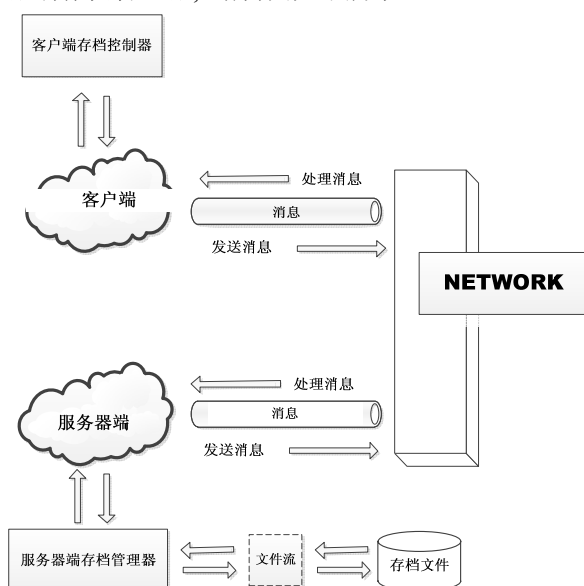 客户端存档控制器
客户端
处理消息
消息
发送消息
NETWORK
处理消息
消息
服务器端
发送消息
服务器端存档管理器
文件流
存档文件